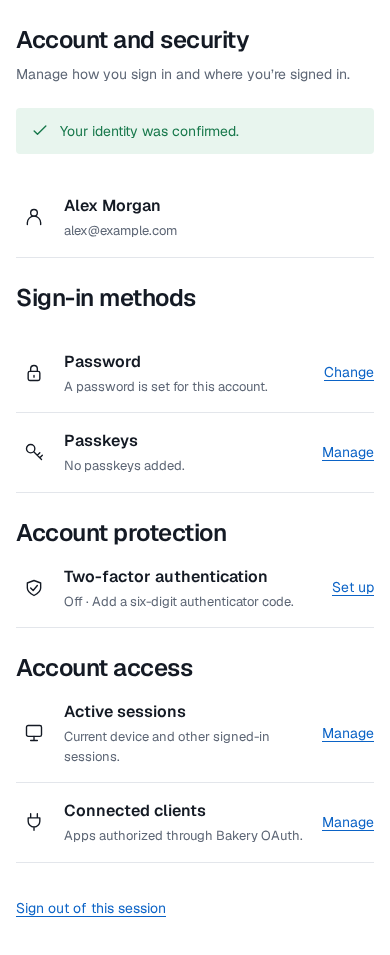 Account and security
Manage how you sign in and where you're signed in.
Your identity was confirmed.
Alex Morgan
alex@example.com
Sign-in methods
Password
A password is set for this account.
Change
Passkeys
No passkeys added.
Manage
Account protection
Two-factor authentication
Off · Add a six-digit authenticator code.
Set up
Account access
Active sessions
Current device and other signed-in
sessions.
Manage
Connected clients
Apps authorized through Bakery OAuth.
Manage
Sign out of this session